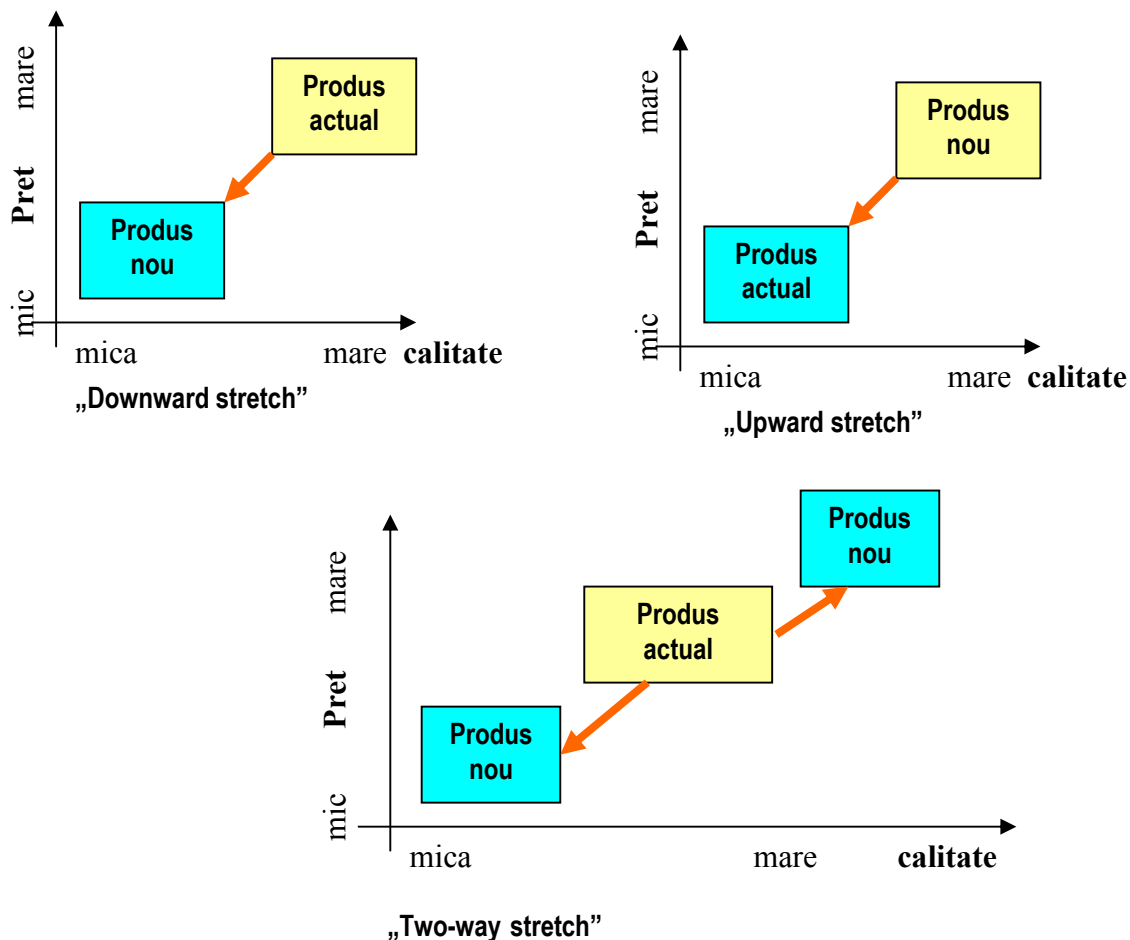 mare
Pret
mic
Produs
actual
Produs
nou
mica
mare calitate
„Downward stretch”
mare
Pret
mic
Produs
nou
Produs
actual
mica
mare calitate
„Upward stretch”
mare
Pret
mic
Produs
nou
Produs
actual
Produs
nou
mica
mare
calitate
„Two-way stretch”